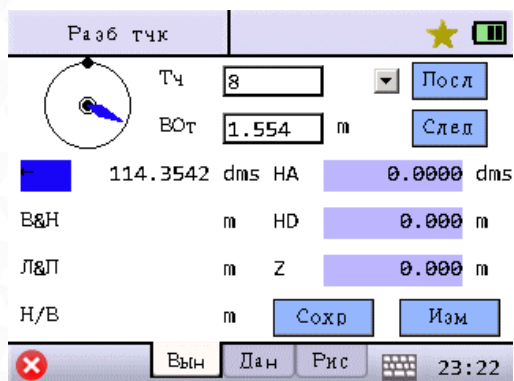 Разб тчк
Тч 8 Посл
ВОт 1.554 m След
← 114.3542 dms HA 0.0000 dms
В&Н m HD 0.000 m
Л&П m Z 0.000 m
Н/В m Сохр Изм
Вын Дан Рис 23:22